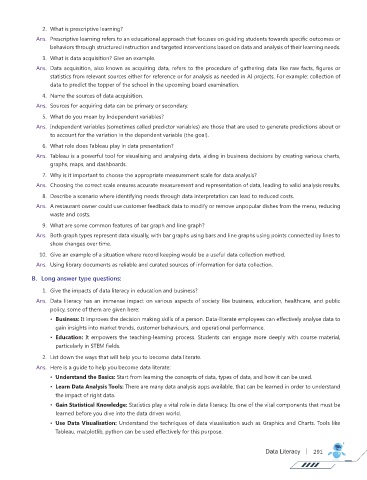 2. What is prescriptive learning?
Ans. Prescriptive learning refers to an educational approach that focuses on guiding students towards specific outcomes or
behaviors through structured instruction and targeted interventions based on data and analysis of their learning needs.
3. What is data acquisition? Give an example.
Ans. Data acquisition, also known as acquiring data, refers to the procedure of gathering data like raw facts, figures or
statistics from relevant sources either for reference or for analysis as needed in AI projects. For example: collection of
data to predict the topper of the school in the upcoming board examination.
4. Name the sources of data acquisition.
Ans. Sources for acquiring data can be primary or secondary.
5. What do you mean by Independent variables?
Ans. Independent variables (sometimes called predictor variables) are those that are used to generate predictions about or
to account for the variation in the dependent variable (the goal).
6. What role does Tableau play in data presentation?
Ans. Tableau is a powerful tool for visualising and analysing data, aiding in business decisions by creating various charts,
graphs, maps, and dashboards.
7. Why is it important to choose the appropriate measurement scale for data analysis?
Ans. Choosing the correct scale ensures accurate measurement and representation of data, leading to valid analysis results.
8. Describe a scenario where identifying needs through data interpretation can lead to reduced costs.
Ans. A restaurant owner could use customer feedback data to modify or remove unpopular dishes from the menu, reducing
waste and costs.
9. What are some common features of bar graph and line graph?
Ans. Both graph types represent data visually, with bar graphs using bars and line graphs using points connected by lines to
show changes over time.
10. Give an example of a situation where record keeping would be a useful data collection method.
Ans. Using library documents as reliable and curated sources of information for data collection.
B. Long answer type questions:
1. Give the impacts of data literacy in education and business?
Ans. Data literacy has an immense impact on various aspects of society like business, education, healthcare, and public
policy, some of them are given here:
• Business: It improves the decision making skills of a person. Data-literate employees can effectively analyse data to
gain insights into market trends, customer behaviours, and operational performance.
• Education: It empowers the teaching-learning process. Students can engage more deeply with course material,
particularly in STEM fields.
2. List down the ways that will help you to become data literate.
Ans. Here is a guide to help you become data literate:
• Understand the Basics: Start from learning the concepts of data, types of data, and how it can be used.
• Learn Data Analysis Tools: There are many data analysis apps available, that can be learned in order to understand
the impact of right data.
• Gain Statistical Knowledge: Statistics play a vital role in data literacy. Its one of the vital components that must be
learned before you dive into the data driven world.
• Use Data Visualisation: Understand the techniques of data visualisation such as Graphics and Charts. Tools like
Tableau, matplotlib, python can be used effectively for this purpose.
Data Literacy | 291